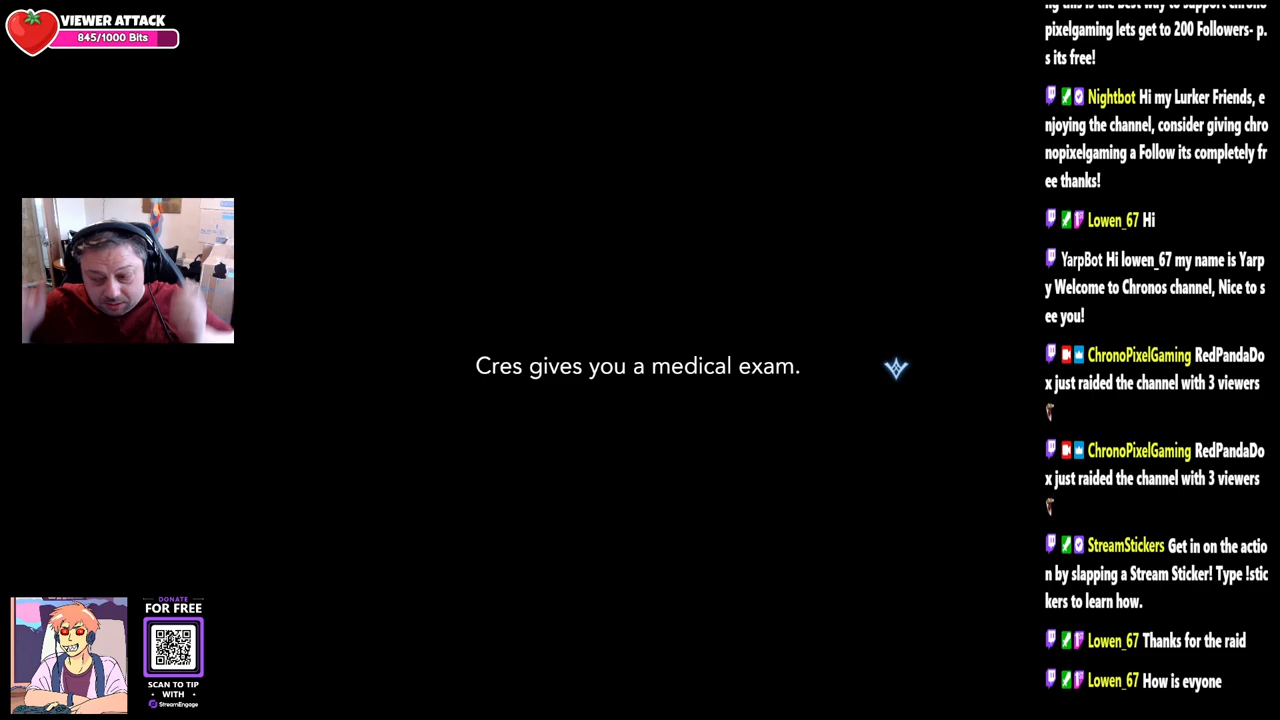 VIEWER ATTACK
845/1000 Bits
Cres gives you a medical exam.
DONATE
FOR FREE
SCAN TO TIP
• WITH •
StreamEngage
pixelgaming lets get to 200 Followers- p.
s its free!
Nightbot Hi my Lurker Friends, e
njoying the channel, consider giving chro
nopixelgaming a Follow its completely fr
ee thanks!
Lowen_67 Hi
YarpBot Hi lowen_67 my name is Yarp
y Welcome to Chronos channel, Nice to s
ee you!
ChronoPixelGaming RedPandaDo
x just raided the channel with 3 viewers
ChronoPixelGaming RedPandaDo
x just raided the channel with 3 viewers
StreamStickers Get in on the actio
n by slapping a Stream Sticker! Type !stic
kers to learn how.
Lowen_67 Thanks for the raid
Lowen_67 How is evyone